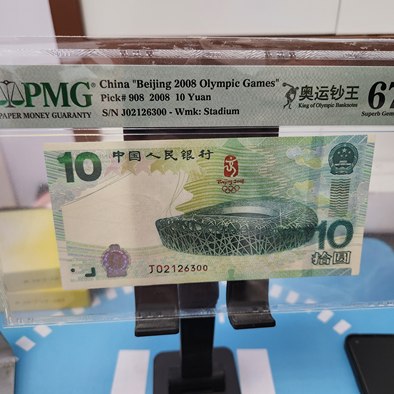 PMG
PAPER MONEY GUARANTY
China "Beijing 2008 Olympic Games"
Pick# 908 2008 10 Yuan
S/N J02126300 - Wmk: Stadium
奥运钞王
King of Olympic Banknotes
67
Superb Gem
10
中国人民银行
Beijing 2008
J02126300
10
拾圆